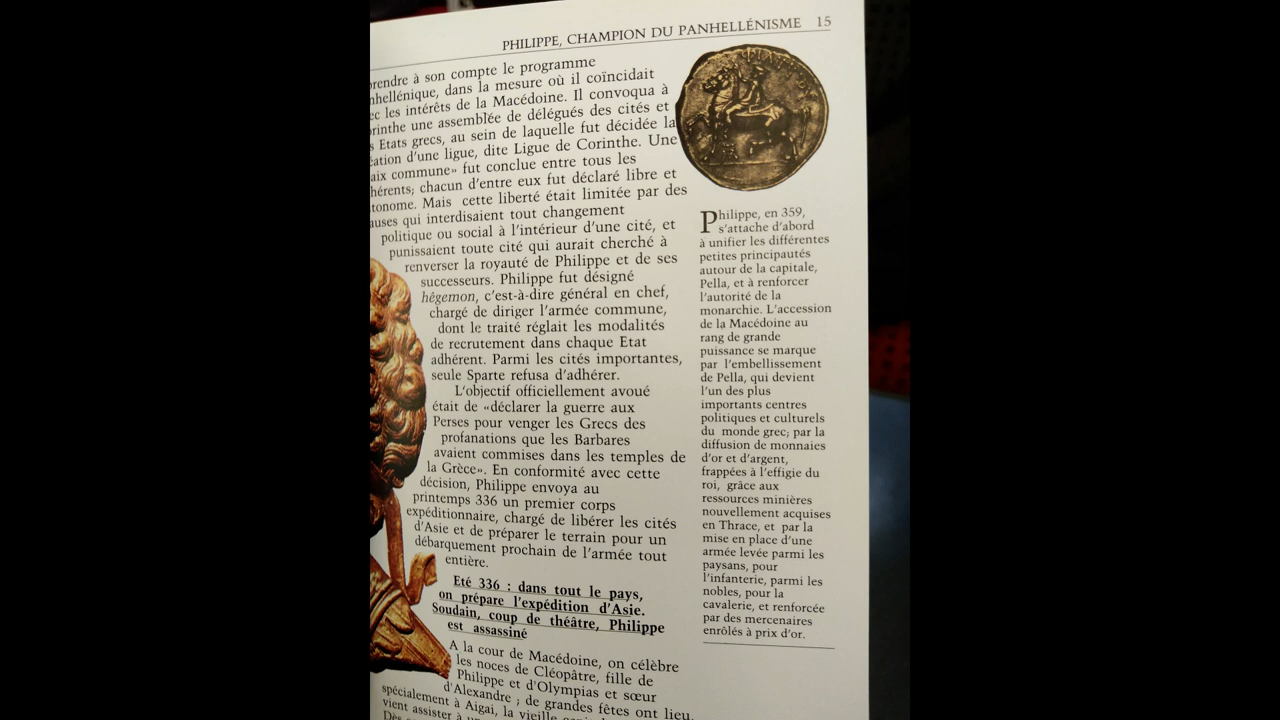 PHILIPPE, CHAMPION DU PANHELLÉNISME 15
prendre à son compte le programme
nhellénique, dans la mesure où il coïncidait
ec les intérêts de la Macédoine. Il convoqua à
rinthe une assemblée de délégués des cités et
s Etats grecs, au sein de laquelle fut décidée la
éation d'une ligue, dite Ligue de Corinthe. Une
aix commune» fut conclue entre tous les
hérents; chacun d'entre eux fut déclaré libre et
tonome. Mais cette liberté était limitée par des
auses qui interdisaient tout changement
politique ou social à l'intérieur d'une cité, et
punissaient toute cité qui aurait cherché à
renverser la royauté de Philippe et de ses
successeurs. Philippe fut désigné
hêgemon, c'est-à-dire général en chef,
chargé de diriger l'armée commune,
dont le traité réglait les modalités
de recrutement dans chaque Etat
adhérent. Parmi les cités importantes,
seule Sparte refusa d'adhérer.
L'objectif officiellement avoué
était de «déclarer la guerre aux
Perses pour venger les Grecs des
profanations que les Barbares
avaient commises dans les temples de
la Grèce». En conformité avec cette
décision, Philippe envoya au
printemps 336 un premier corps
expéditionnaire, chargé de libérer les cités
d'Asie et de préparer le terrain pour un
débarquement prochain de l'armée tout
entière.
Eté 336 : dans tout le pays,
on prépare l'expédition d'Asie.
Soudain, coup de théâtre, Philippe
est assassiné
A la cour de Macédoine, on célèbre
les noces de Cléopâtre, fille de
Philippe et d'Olympias et sœur
d'Alexandre ; de grandes fêtes ont lieu,
spécialement à Aigai, la vieille
vient assister à
Philippe, en 359,
s'attache d'abord
à unifier les différentes
petites principautés
autour de la capitale,
Pella, et à renforcer
l'autorité de la
monarchie. L'accession
de la Macédoine au
rang de grande
puissance se marque
par l'embellissement
de Pella, qui devient
l'un des plus
importants centres
politiques et culturels
du monde grec; par la
diffusion de monnaies
d'or et d'argent,
frappées à l'effigie du
roi, grâce aux
ressources minières
nouvellement acquises
en Thrace, et par la
mise en place d'une
armée levée parmi les
paysans, pour
l'infanterie, parmi les
nobles, pour la
cavalerie, et renforcée
par des mercenaires
enrôlés à prix d'or.